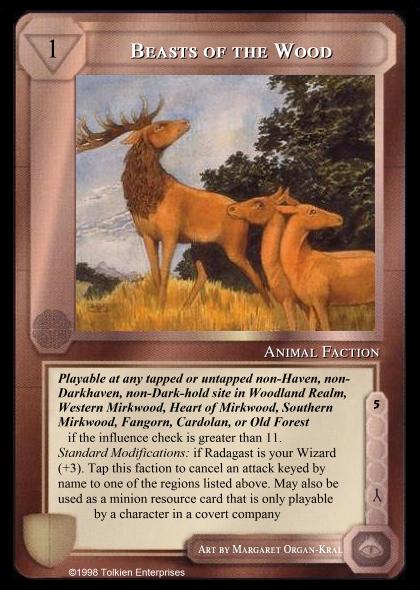 1
BEASTS OF THE WOOD
ANIMAL FACTION
Playable at any tapped or untapped non-Haven, non-
Darkhaven, non-Dark-hold site in Woodland Realm,
Western Mirkwood, Heart of Mirkwood, Southern
Mirkwood, Fangorn, Cardolan, or Old Forest
if the influence check is greater than 11.
Standard Modifications: if Radagast is your Wizard
(+3). Tap this faction to cancel an attack keyed by
name to one of the regions listed above. May also be
used as a minion resource card that is only playable
by a character in a covert company
5
ART BY MARGARET ORGAN-KRAL
©1998 Tolkien Enterprises